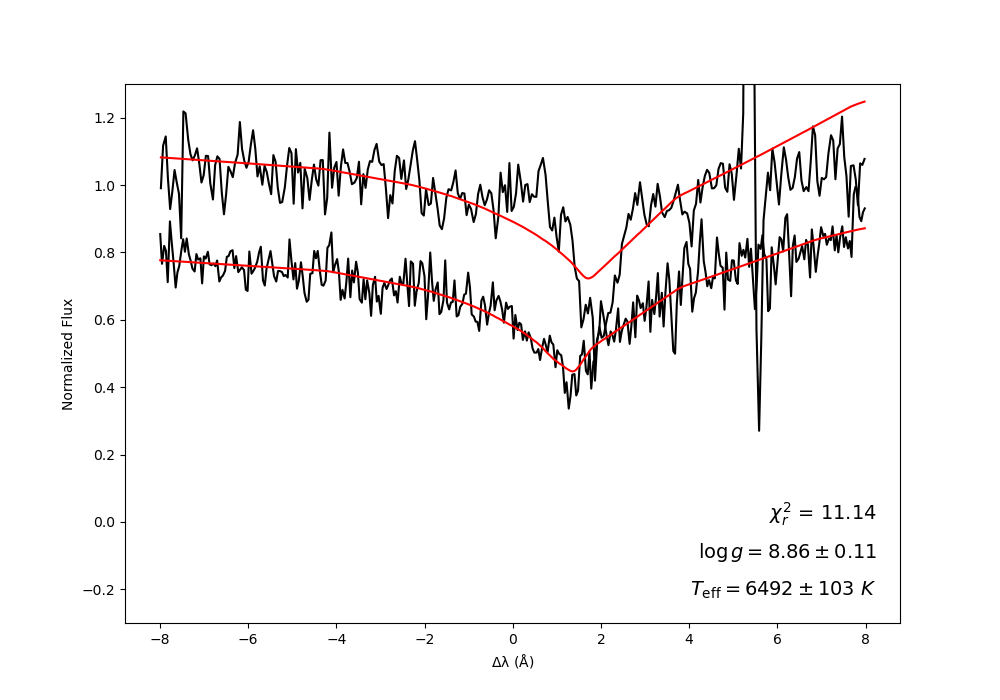 1.2
1.0
0.8
0.6
0.4
0.2
0.0
−0.2
Normalized Flux
χ²ᵣ = 11.14
log g = 8.86 ± 0.11
T_eff = 6492 ± 103 K
−8 −6 −4 −2 0 2 4 6 8
Δλ (Å)